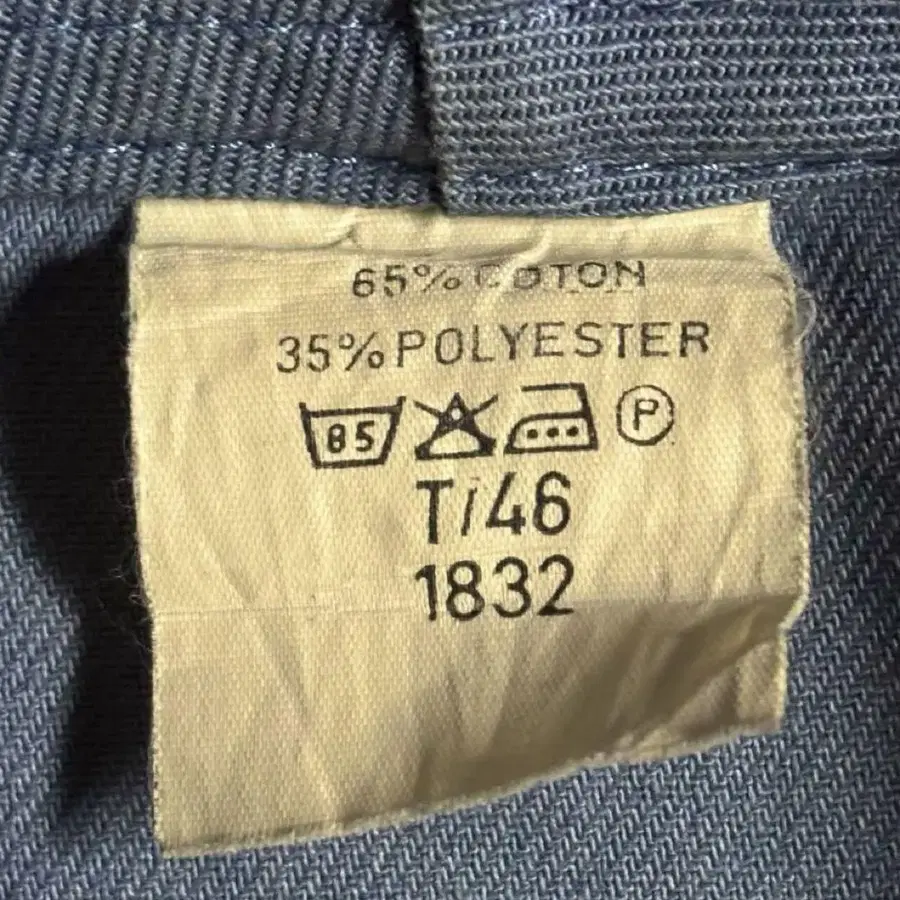 65% COTON
35% POLYESTER
85 P
T/46
1832